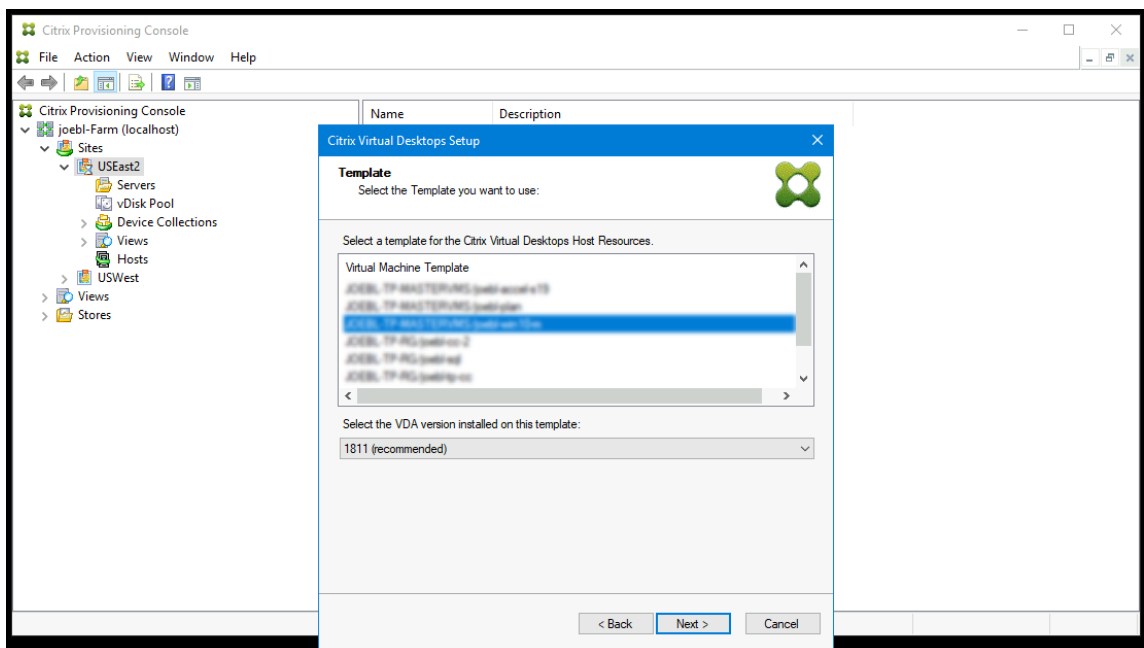 Citrix Provisioning Console
File Action View Window Help
Citrix Provisioning Console
joebl-Farm (localhost)
Sites
USEast2
Servers
vDisk Pool
Device Collections
Views
Hosts
USWest
Views
Stores
Name Description
Citrix Virtual Desktops Setup
Template
Select the Template you want to use:
Select a template for the Citrix Virtual Desktops Host Resources.
Virtual Machine Template
Select the VDA version installed on this template:
1811 (recommended)
< Back Next > Cancel